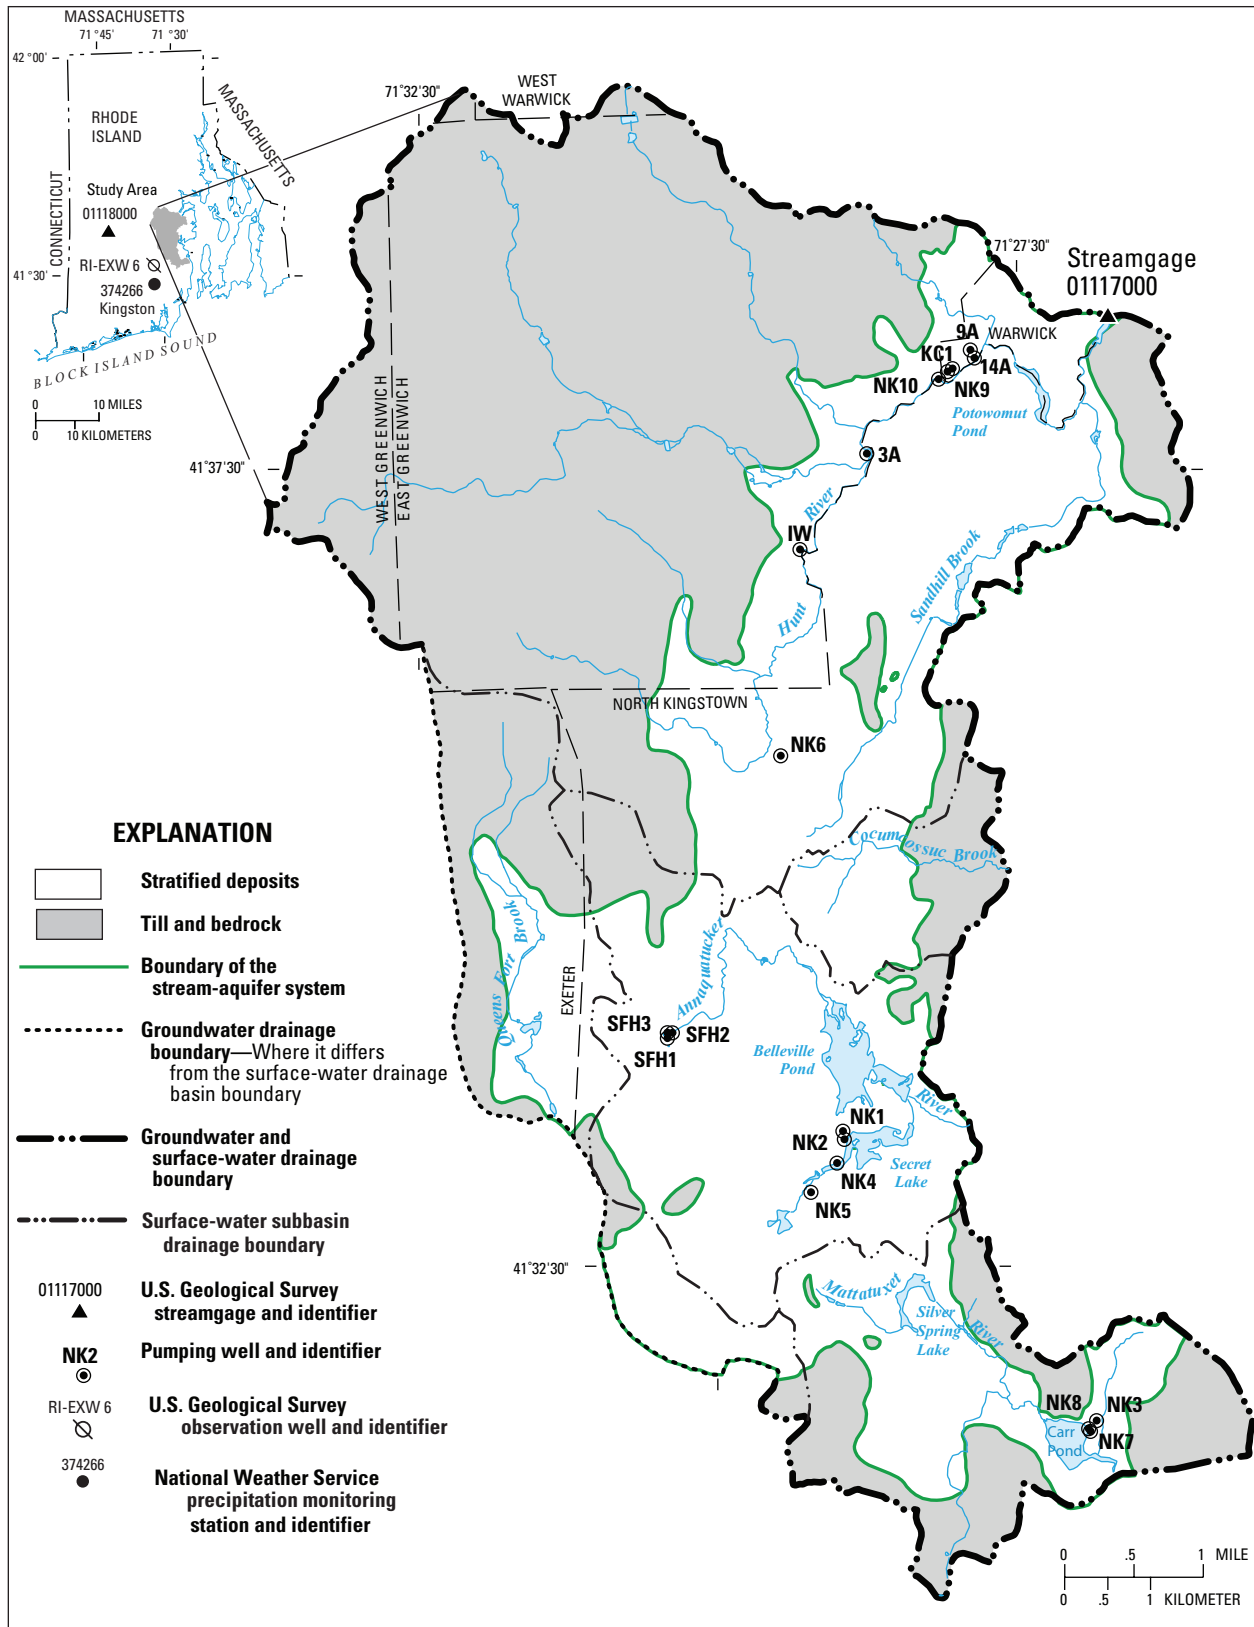 MASSACHUSETTS
71°45' 71°30'
42°00'
MASSACHUSETTS
RHODE
ISLAND
CONNECTICUT
Study Area
01118000
41°30'
RI-EXW 6
374266
Kingston
BLOCK ISLAND SOUND
0 10 MILES
0 10 KILOMETERS
71°32'30"
WEST
WARWICK
71°27'30"
Streamgage
01117000
9A
WARWICK
KC1
14A
NK10
NK9
Potowomut
Pond
3A
41°37'30"
WEST GREENWICH
EAST GREENWICH
River
IW
Hunt
Sandhill Brook
NORTH KINGSTOWN
NK6
Cocumcossuc Brook
Queens Fort Brook
EXETER
Annaquatucker
SFH3
SFH2
SFH1
Belleville
Pond
River
NK1
NK2
Secret
Lake
NK4
NK5
41°32'30"
Mattatuxet
Silver
Spring
Lake
River
NK8
NK3
Carr
Pond
NK7
0 .5 1 MILE
0 .5 1 KILOMETER
EXPLANATION
Stratified deposits
Till and bedrock
Boundary of the
stream-aquifer system
Groundwater drainage
boundary—Where it differs
from the surface-water drainage
basin boundary
Groundwater and
surface-water drainage
boundary
Surface-water subbasin
drainage boundary
01117000
U.S. Geological Survey
streamgage and identifier
NK2
Pumping well and identifier
RI-EXW 6
U.S. Geological Survey
observation well and identifier
374266
National Weather Service
precipitation monitoring
station and identifier